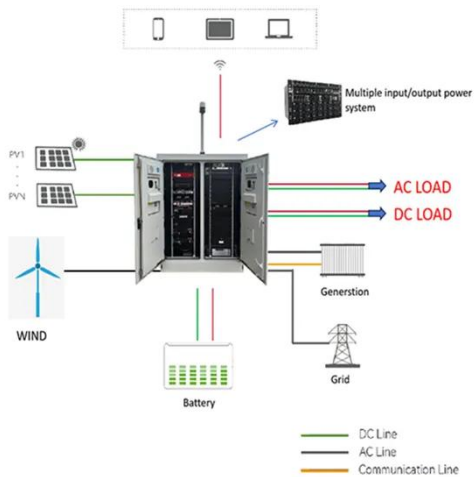 Multiple input/output power
system
PV1
PVN
AC LOAD
DC LOAD
WIND
Generstion
Grid
Battery
DC Line
AC Line
Communication Line